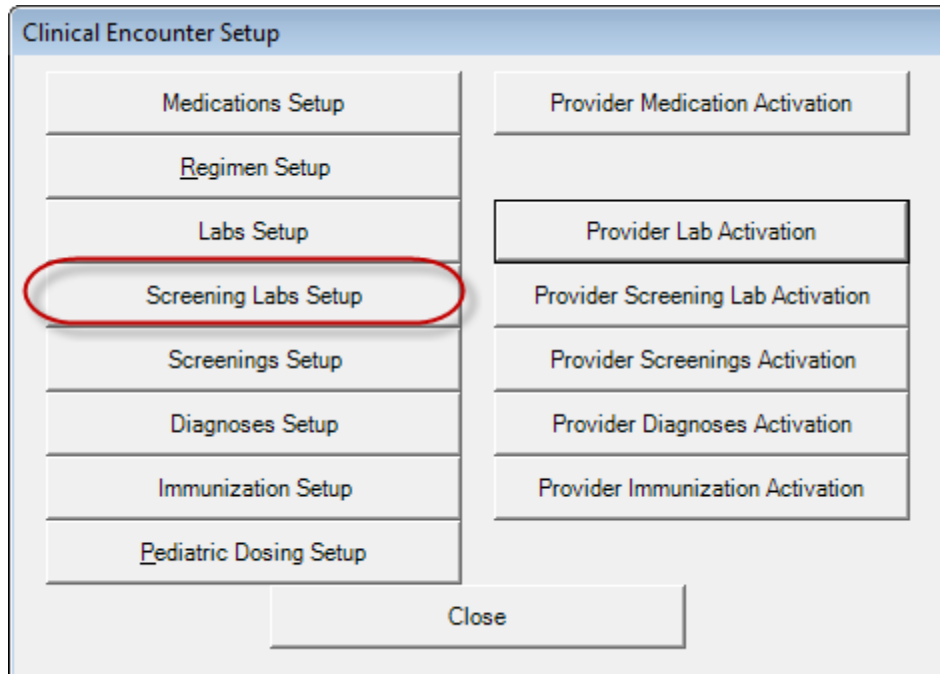 Clinical Encounter Setup
Medications Setup
Provider Medication Activation
Regimen Setup
Labs Setup
Provider Lab Activation
Screening Labs Setup
Provider Screening Lab Activation
Screenings Setup
Provider Screenings Activation
Diagnoses Setup
Provider Diagnoses Activation
Immunization Setup
Provider Immunization Activation
Pediatric Dosing Setup
Close